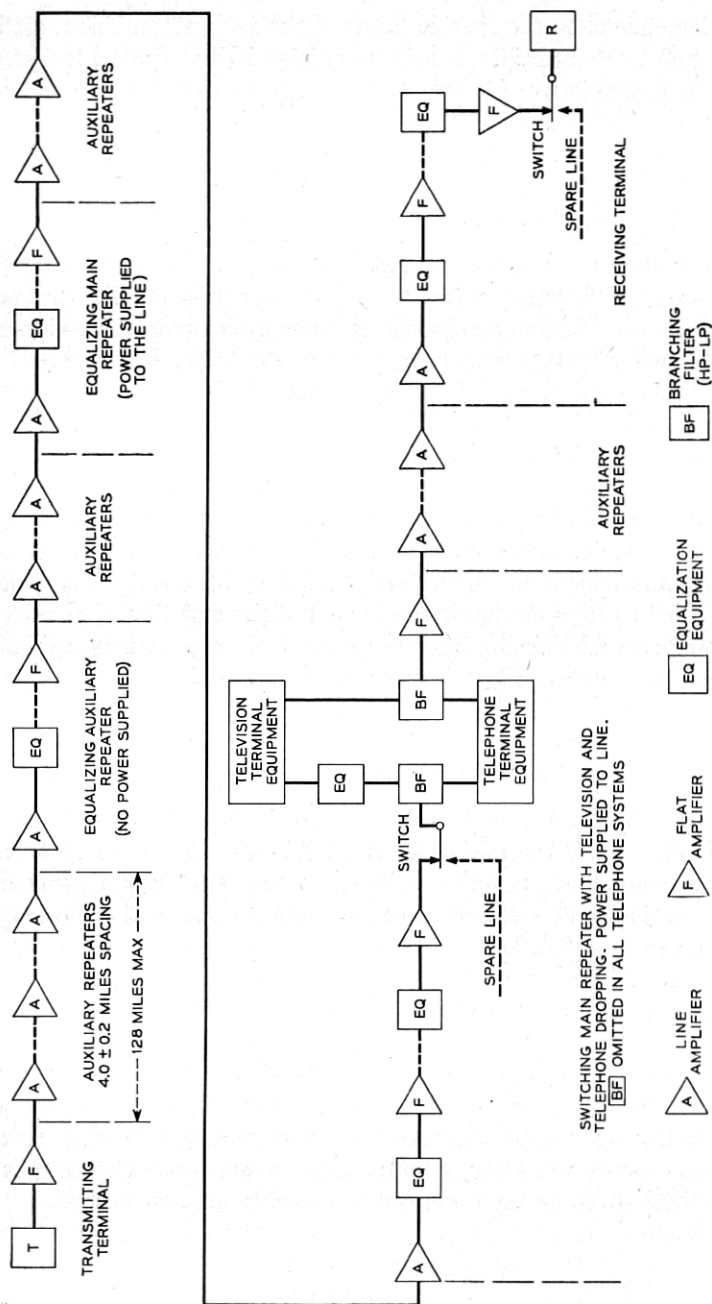 T
F
A
A
A
A
EQ
F
A
A
A
EQ
F
A
A
TRANSMITTING
TERMINAL
AUXILIARY REPEATERS
4.0 ± 0.2 MILES SPACING
128 MILES MAX
EQUALIZING AUXILIARY
REPEATER
(NO POWER SUPPLIED)
AUXILIARY
REPEATERS
EQUALIZING MAIN
REPEATER
(POWER SUPPLIED
TO THE LINE)
AUXILIARY
REPEATERS
A
EQ
F
EQ
F
SWITCH
SPARE LINE
TELEVISION
TERMINAL
EQUIPMENT
EQ
BF
BF
TELEPHONE
TERMINAL
EQUIPMENT
F
A
A
A
EQ
F
EQ
F
SWITCH
SPARE LINE
R
SWITCHING MAIN REPEATER WITH TELEVISION AND
TELEPHONE DROPPING. POWER SUPPLIED TO LINE.
BF OMITTED IN ALL TELEPHONE SYSTEMS
AUXILIARY
REPEATERS
RECEIVING TERMINAL
A
LINE
AMPLIFIER
F
FLAT
AMPLIFIER
EQ
EQUALIZATION
EQUIPMENT
BF
BRANCHING
FILTER
(HP-LP)